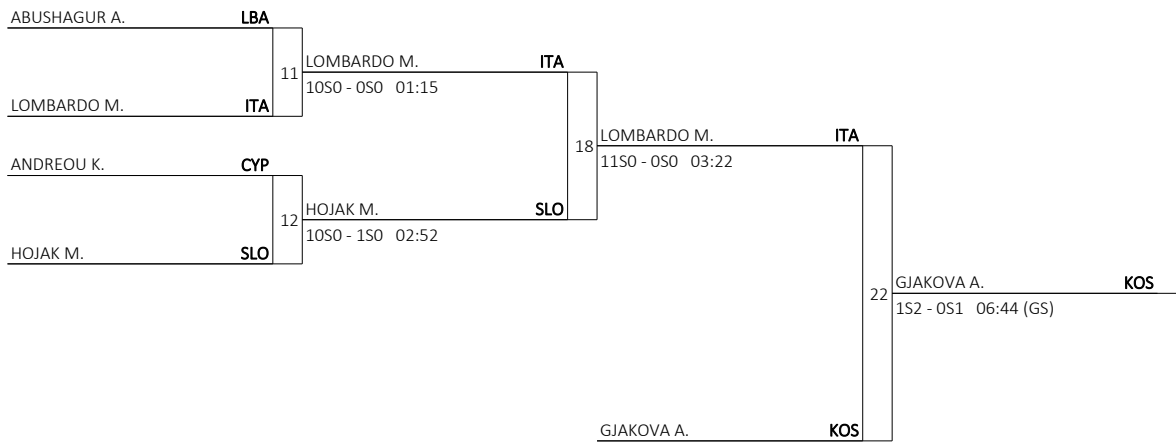 ABUSHAGUR A. LBA
11
LOMBARDO M. ITA
10S0 - 0S0 01:15
LOMBARDO M. ITA
18
LOMBARDO M. ITA
11S0 - 0S0 03:22
ANDREOU K. CYP
12
HOJAK M. SLO
10S0 - 1S0 02:52
HOJAK M. SLO
22
GJAKOVA A. KOS
1S2 - 0S1 06:44 (GS)
GJAKOVA A. KOS